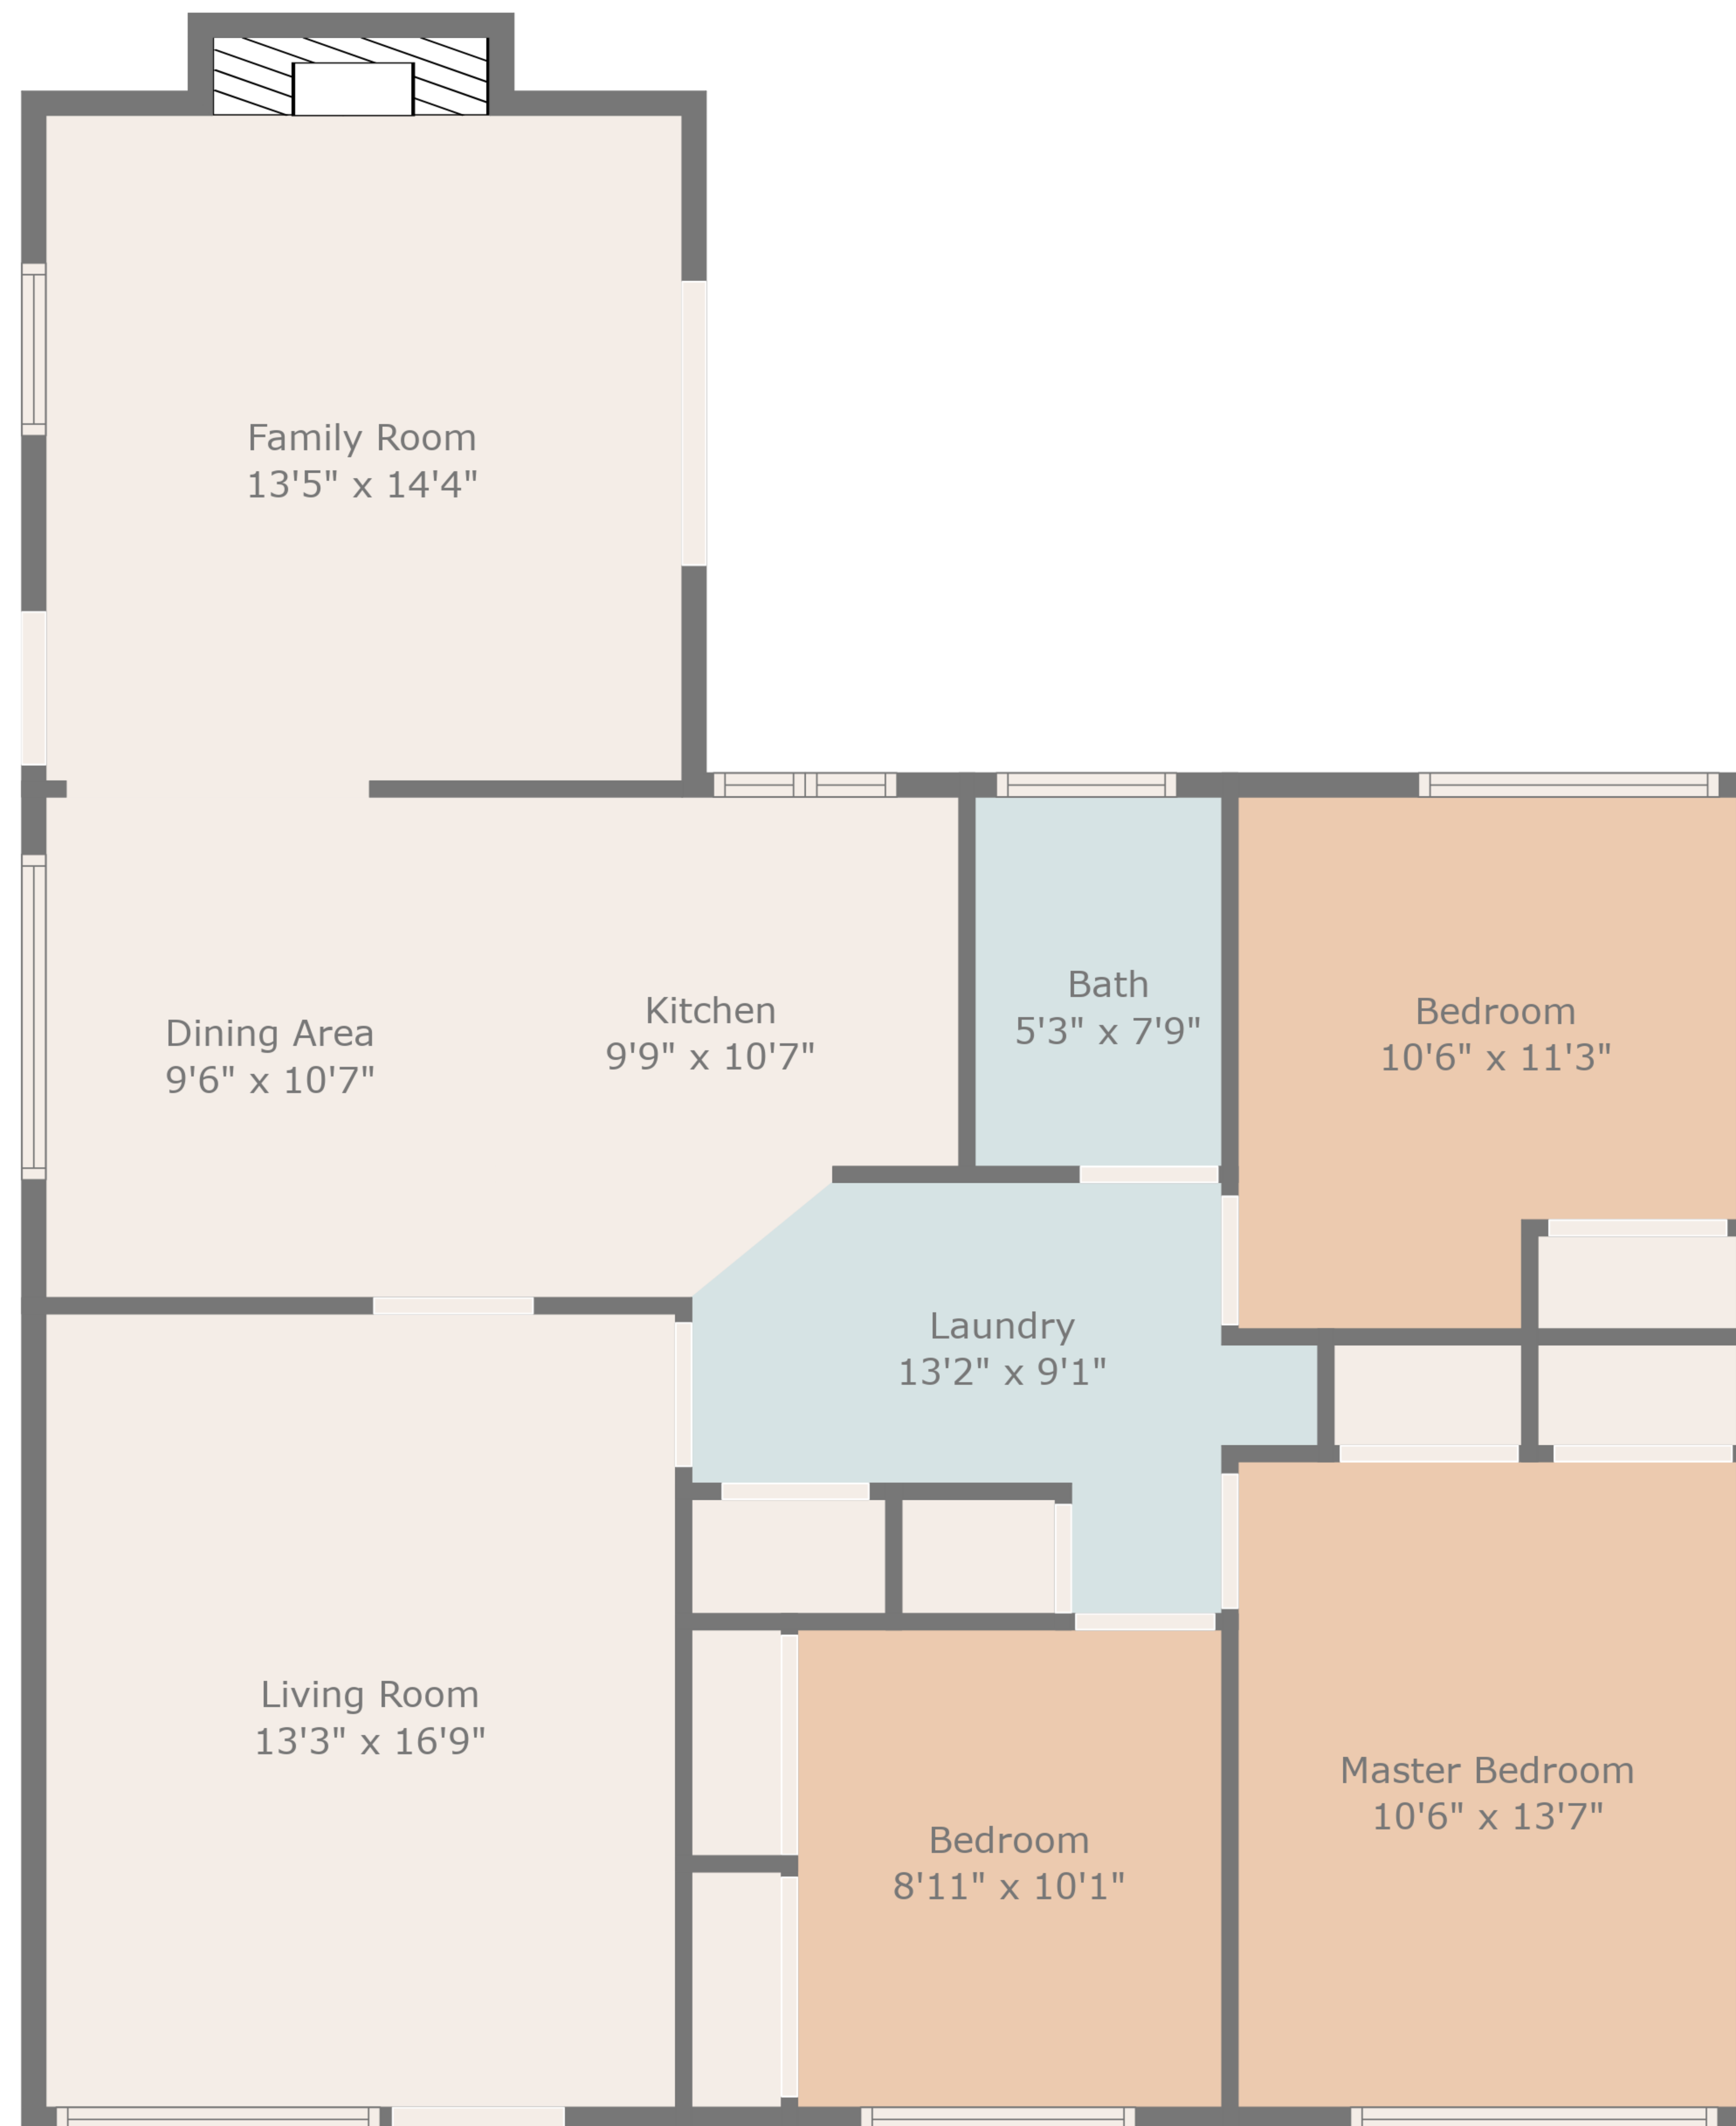 Family Room
13'5" x 14'4"
Dining Area
9'6" x 10'7"
Kitchen
9'9" x 10'7"
Bath
5'3" x 7'9"
Bedroom
10'6" x 11'3"
Laundry
13'2" x 9'1"
Living Room
13'3" x 16'9"
Bedroom
8'11" x 10'1"
Master Bedroom
10'6" x 13'7"